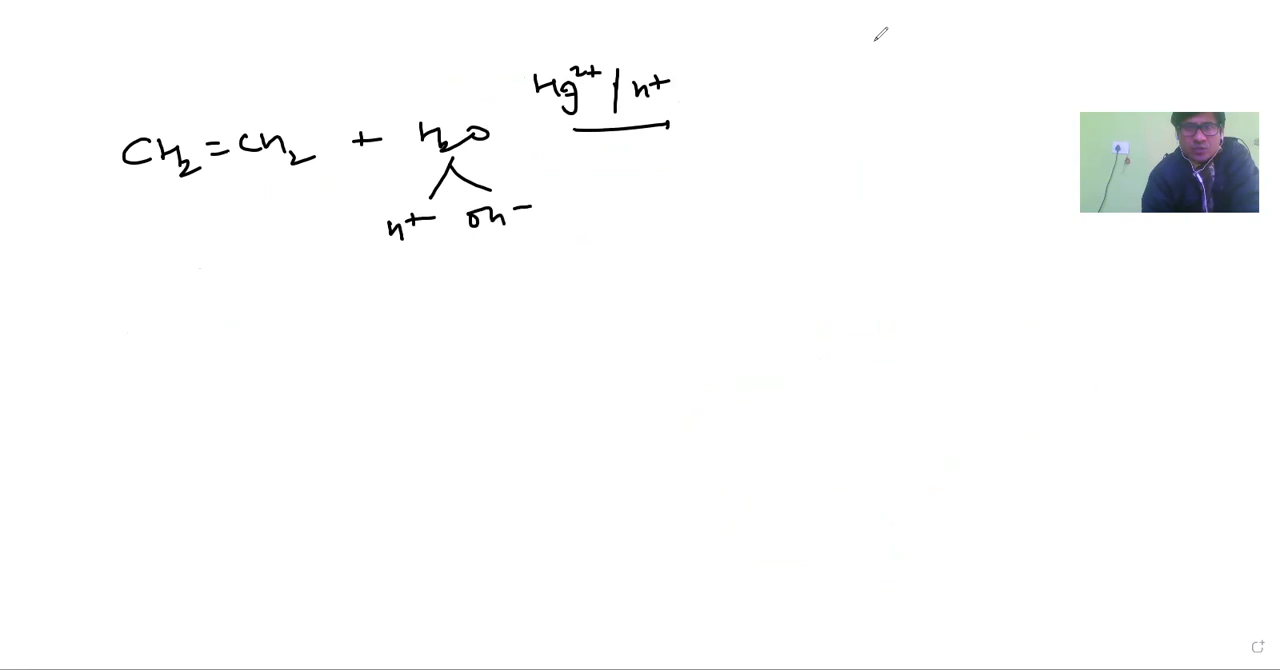 CH₂=CH₂ + H₂O Hg²⁺/H⁺
H⁺ OH⁻